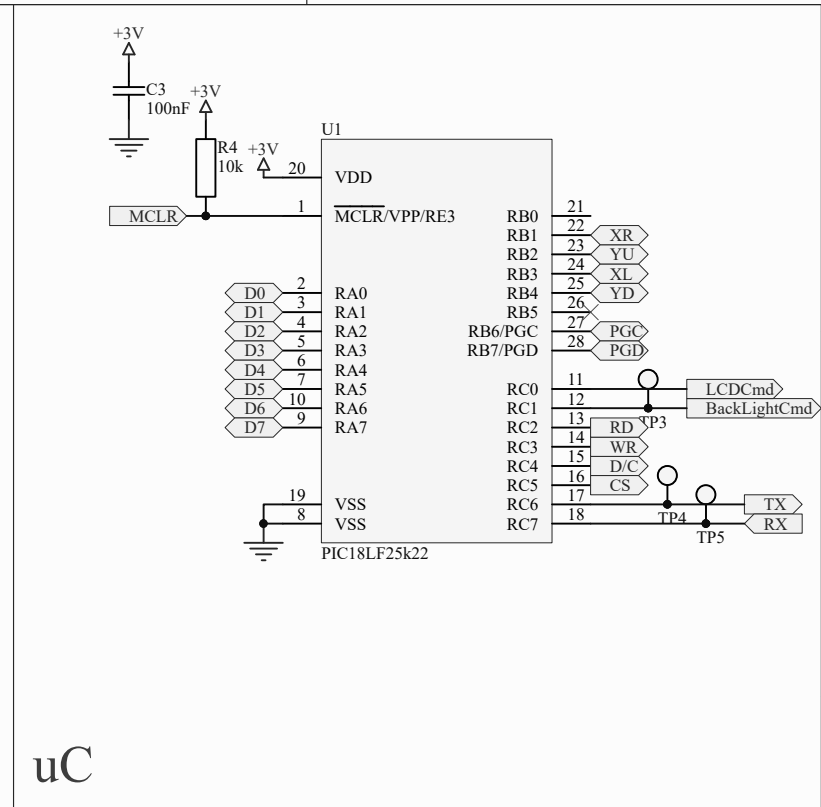 +3V
C3
100nF
+3V
R4
10k
+3V
U1
20
VDD
MCLR
1
MCLR/VPP/RE3
RB0
21
RB1
22
XR
RB2
23
YU
RB3
24
XL
RB4
25
YD
RB5
26
RB6/PGC
27
PGC
RB7/PGD
28
PGD
D0
2
RA0
D1
3
RA1
D2
4
RA2
D3
5
RA3
D4
6
RA4
D5
7
RA5
D6
10
RA6
D7
9
RA7
RC0
11
LCDCmd
RC1
12
BackLightCmd
TP3
RC2
13
RD
RC3
14
WR
RC4
15
D/C
RC5
16
CS
RC6
17
TX
TP4
RC7
18
RX
TP5
19
VSS
8
VSS
PIC18LF25k22
uC